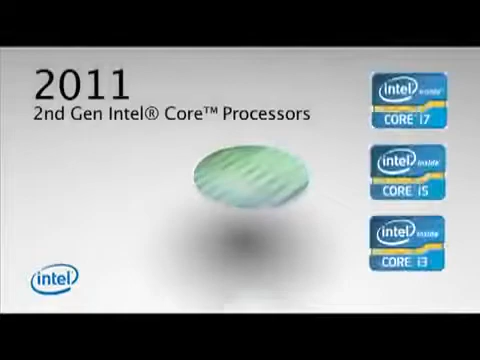 2011
2nd Gen Intel® Core™ Processors
intel inside
CORE i7
intel inside
CORE i5
intel inside
CORE i3
intel